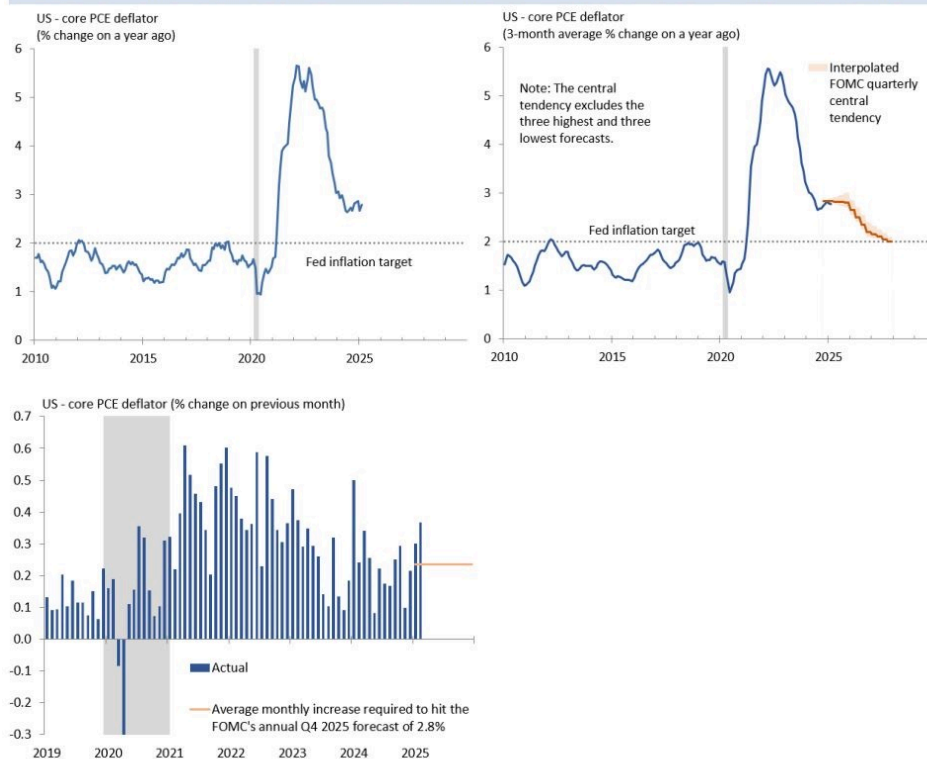 US - core PCE deflator
(% change on a year ago)
6
5
4
3
2
1
0
Fed inflation target
2010
2015
2020
2025
US - core PCE deflator
(3-month average % change on a year ago)
6
5
4
3
2
1
0
Note: The central
tendency excludes the
three highest and three
lowest forecasts.
Interpolated
FOMC quarterly
central
tendency
Fed inflation target
2010
2015
2020
2025
US - core PCE deflator (% change on previous month)
0.7
0.6
0.5
0.4
0.3
0.2
0.1
0.0
-0.1
-0.2
-0.3
Actual
Average monthly increase required to hit the
FOMC's annual Q4 2025 forecast of 2.8%
2019
2020
2021
2022
2023
2024
2025